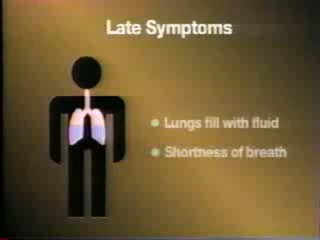 Late Symptoms
Lungs fill with fluid
Shortness of breath